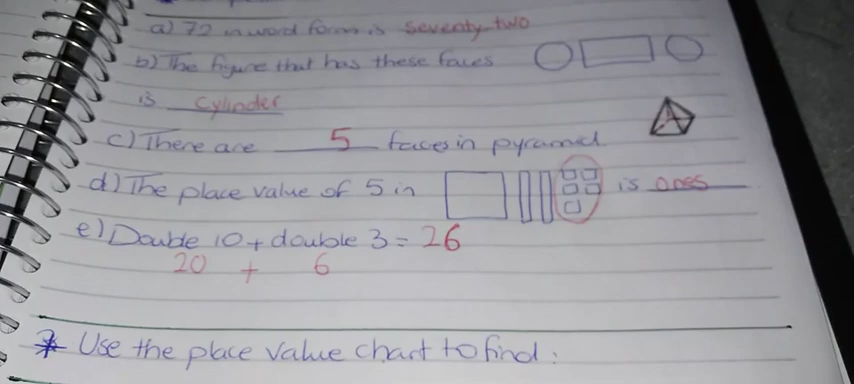 a) 72 in word form is seventy-two
b) The figure that has these faces
is cylinder
c) There are 5 faces in pyramid.
d) The place value of 5 in is ones
e) Double 10 + double 3 = 26
20 + 6
* Use the place value chart to find: